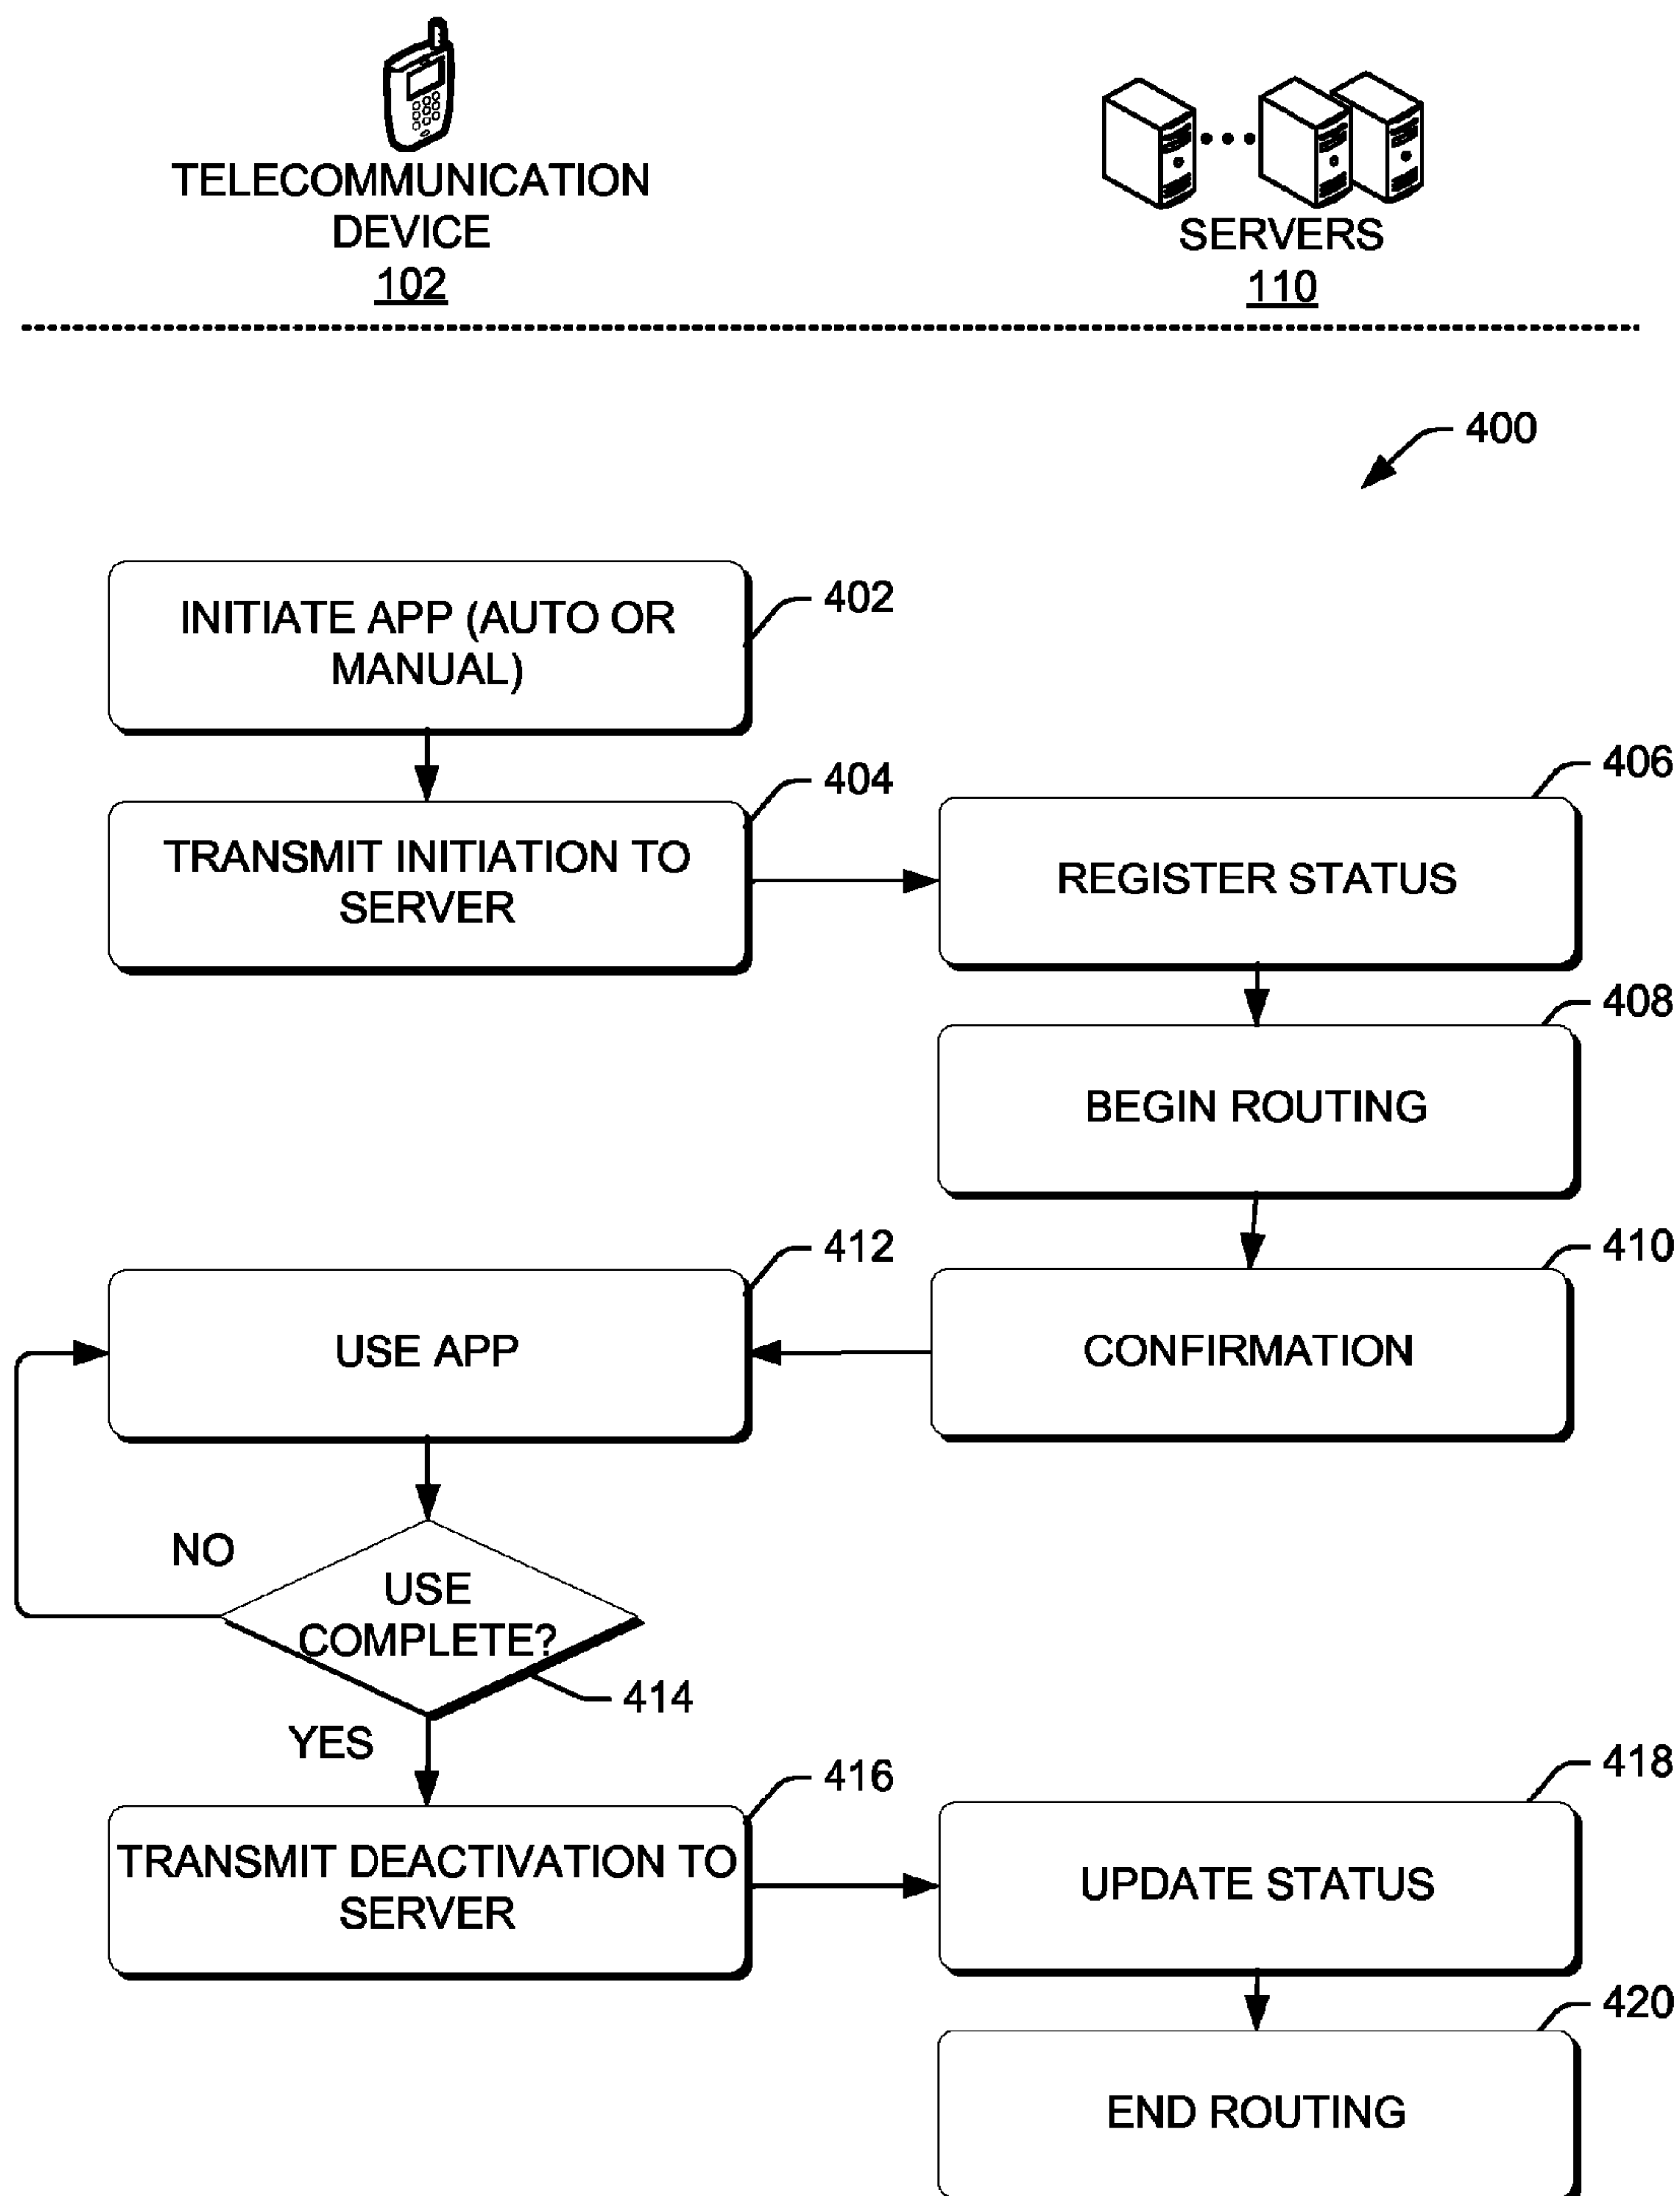 TELECOMMUNICATION
DEVICE
102
SERVERS
110
400
INITIATE APP (AUTO OR
MANUAL)
402
TRANSMIT INITIATION TO
SERVER
404
REGISTER STATUS
406
BEGIN ROUTING
408
CONFIRMATION
410
USE APP
412
USE
COMPLETE?
414
NO
YES
TRANSMIT DEACTIVATION TO
SERVER
416
UPDATE STATUS
418
END ROUTING
420